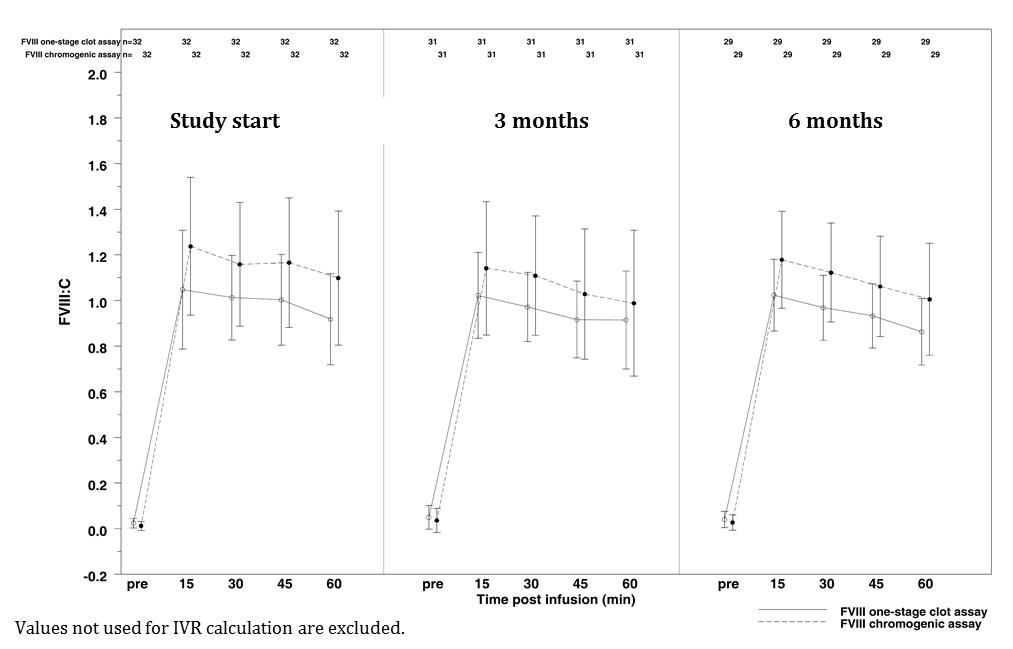 FVIII one-stage clot assay n=32 32 32 32 32 31 31 31 31 31 29 29 29 29 29
FVIII chromogenic assay n= 32 32 32 32 32 31 31 31 31 31 29 29 29 29 29
2.0
Study start 3 months 6 months
1.8
1.6
1.4
1.2
1.0
0.8
0.6
0.4
0.2
0.0
-0.2
FVIII:C
pre 15 30 45 60 pre 15 30 45 60 pre 15 30 45 60
Time post infusion (min)
FVIII one-stage clot assay
FVIII chromogenic assay
Values not used for IVR calculation are excluded.